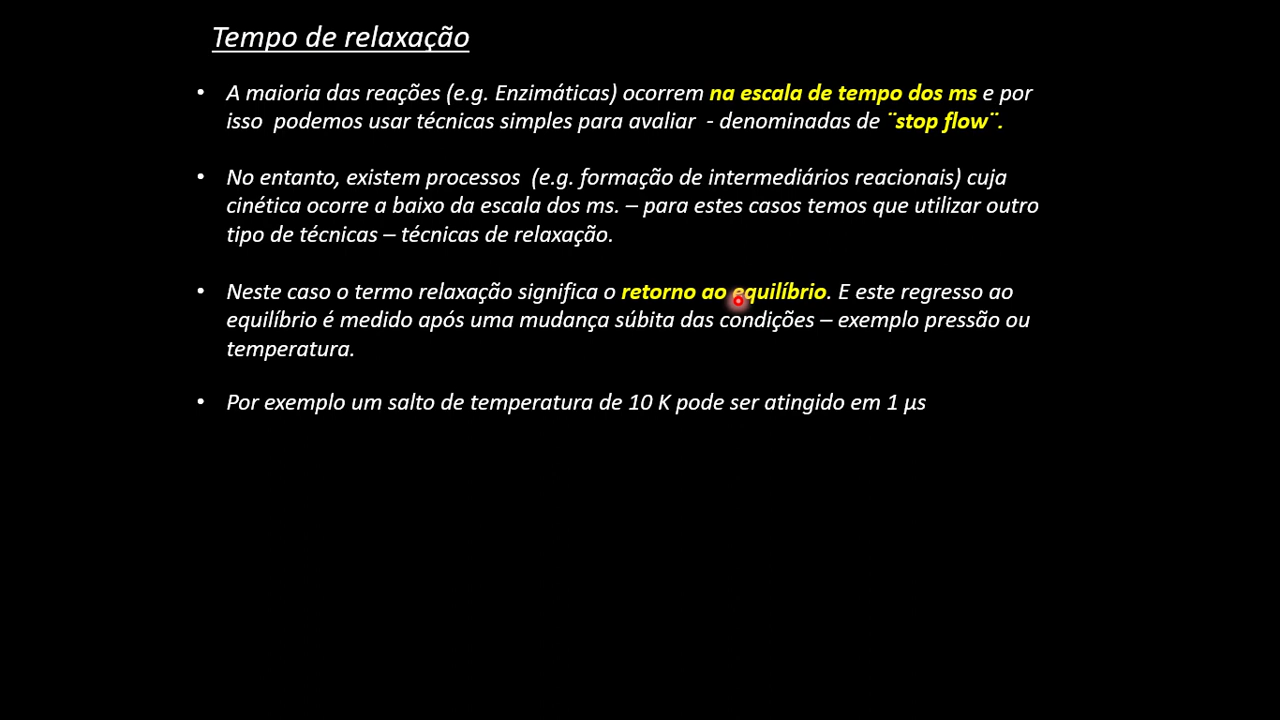 Tempo de relaxação
• A maioria das reações (e.g. Enzimáticas) ocorrem na escala de tempo dos ms e por
isso podemos usar técnicas simples para avaliar - denominadas de ¨stop flow¨.
• No entanto, existem processos (e.g. formação de intermediários reacionais) cuja
cinética ocorre a baixo da escala dos ms. – para estes casos temos que utilizar outro
tipo de técnicas – técnicas de relaxação.
• Neste caso o termo relaxação significa o retorno ao equilíbrio. E este regresso ao
equilíbrio é medido após uma mudança súbita das condições – exemplo pressão ou
temperatura.
• Por exemplo um salto de temperatura de 10 K pode ser atingido em 1 µs